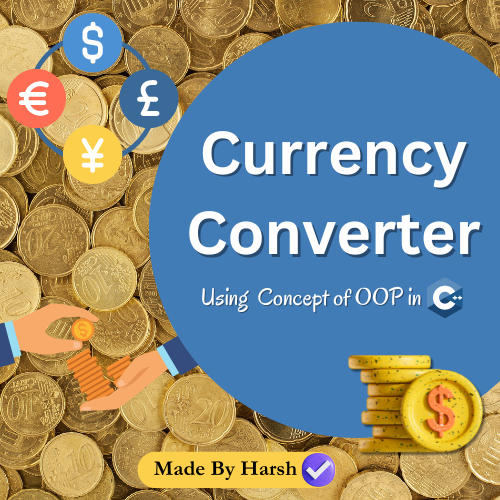 $
€
£
¥
Currency
Converter
Using Concept of OOP in C++
$
$
Made By Harsh